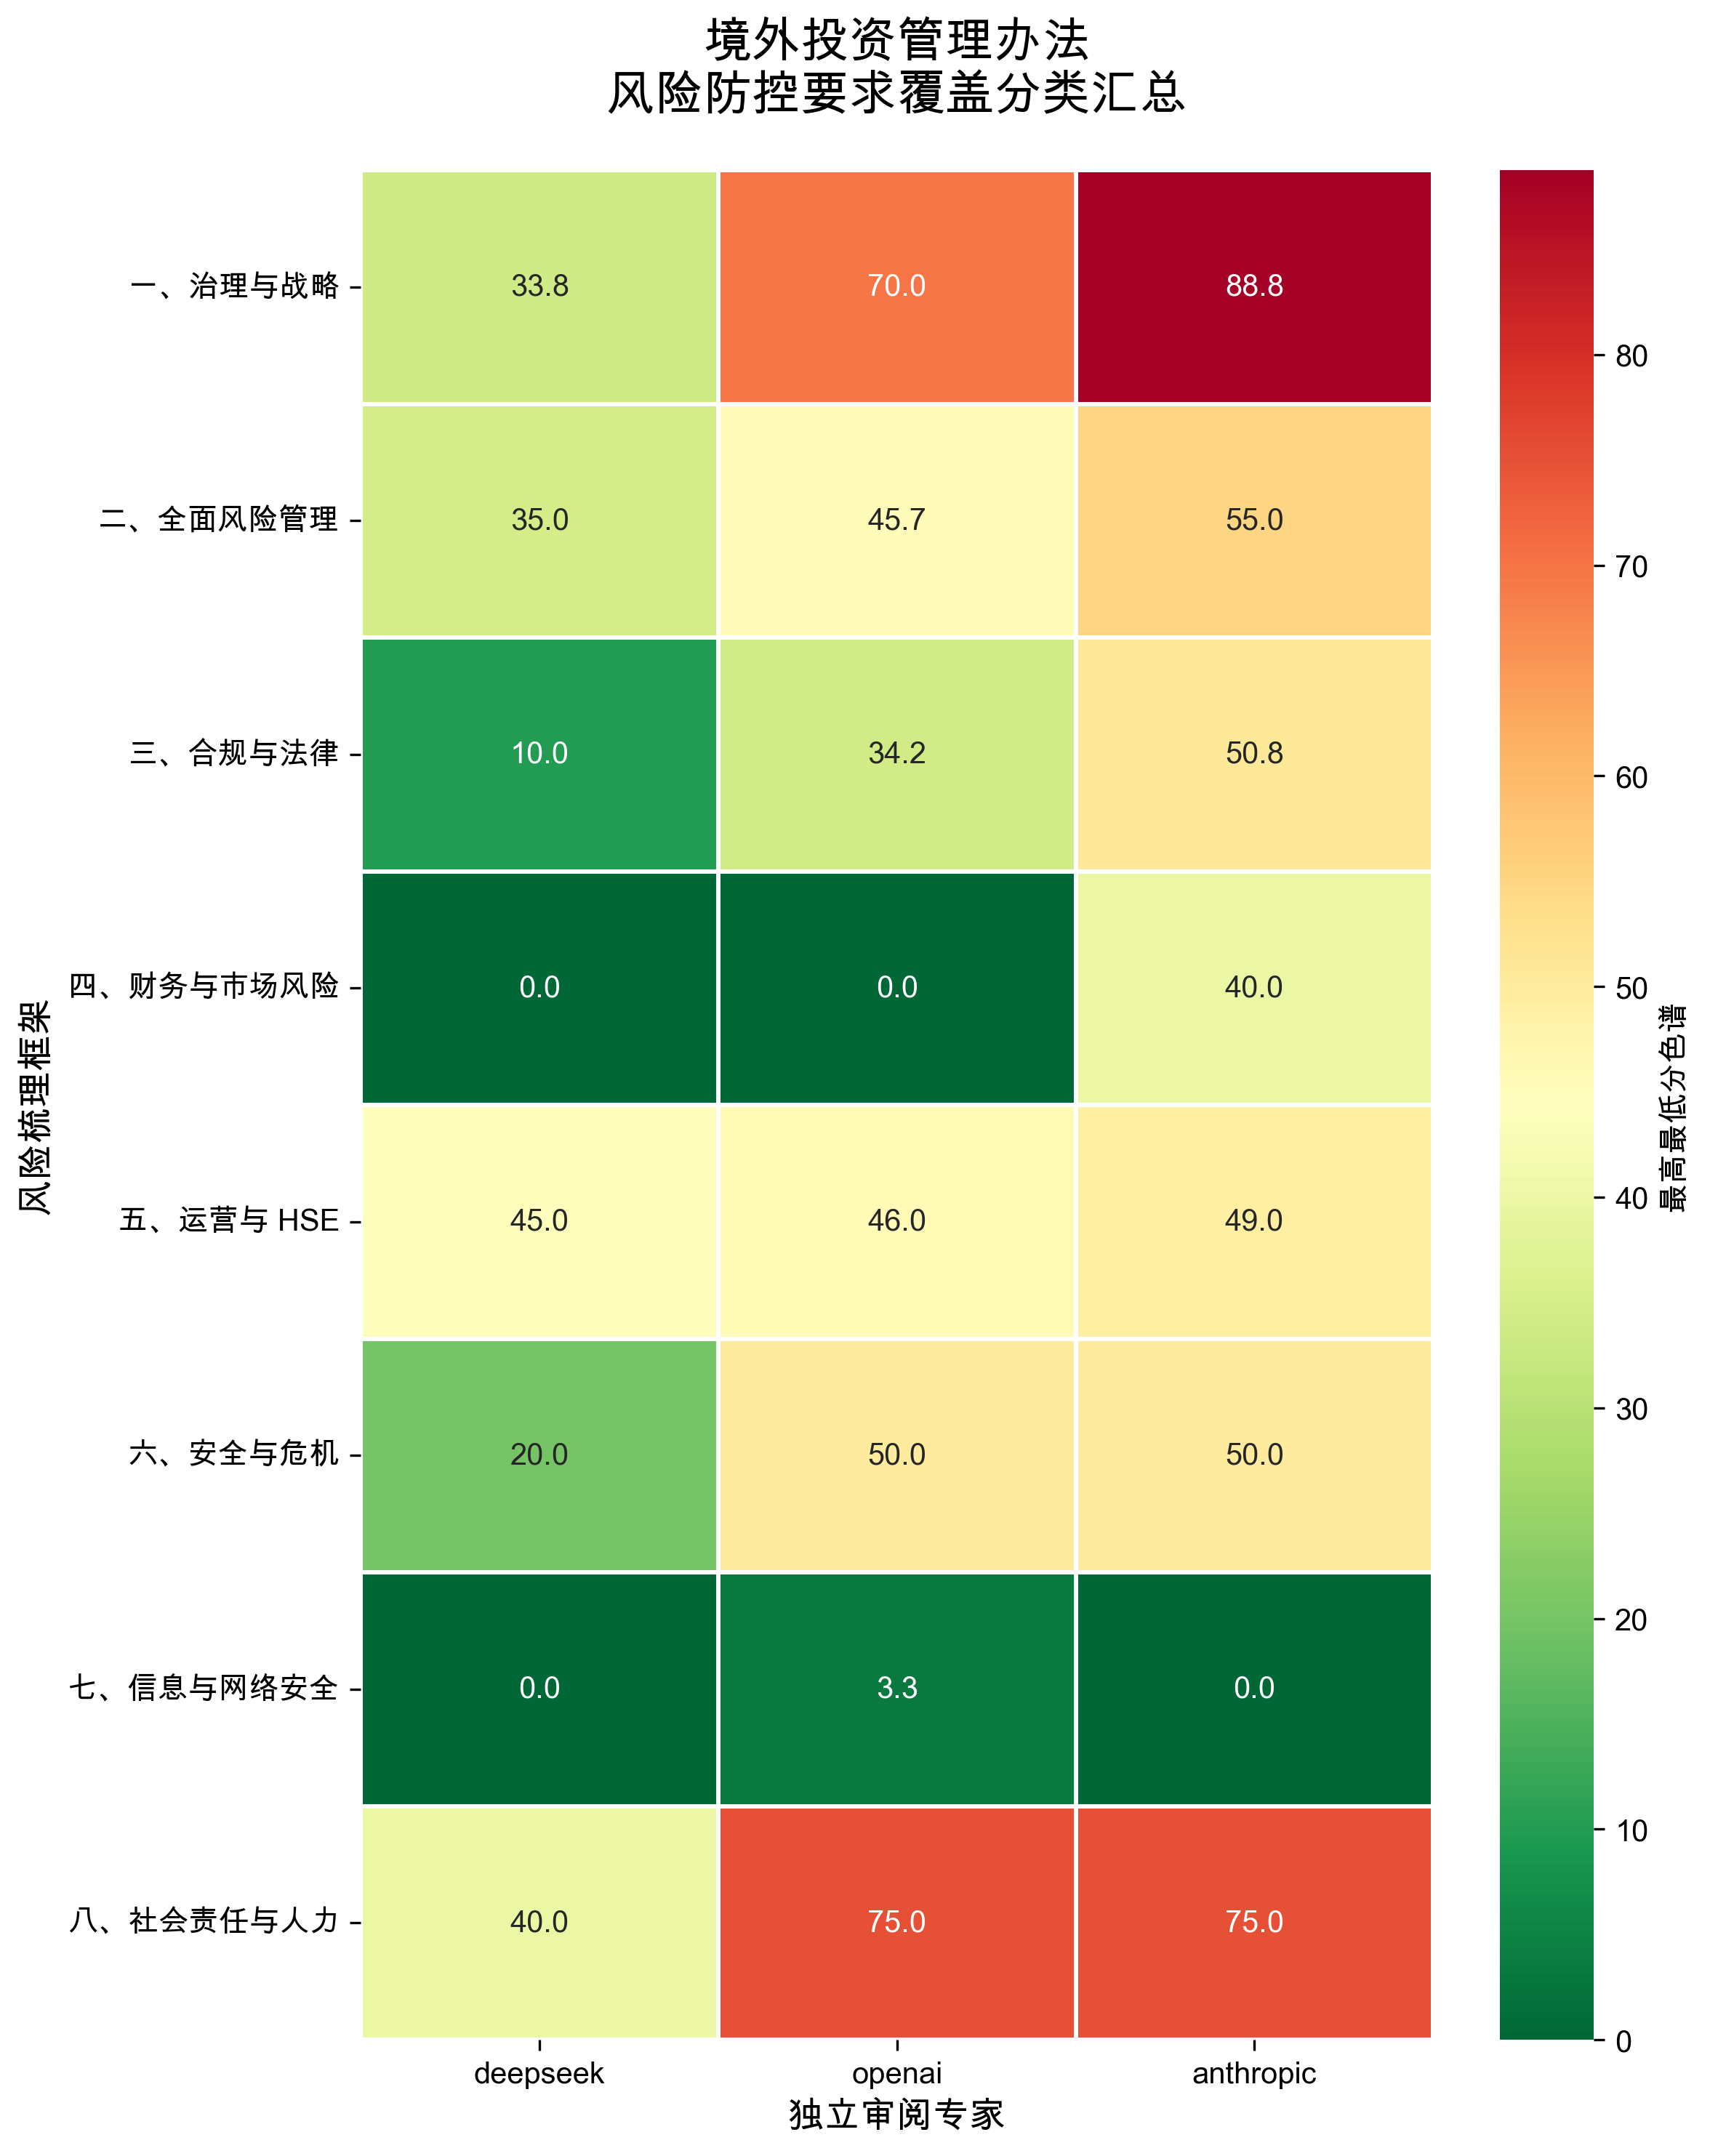 境外投资管理办法
风险防控要求覆盖分类汇总
风险梳理框架
一、治理与战略
33.8
70.0
88.8
二、全面风险管理
35.0
45.7
55.0
三、合规与法律
10.0
34.2
50.8
四、财务与市场风险
0.0
0.0
40.0
五、运营与 HSE
45.0
46.0
49.0
六、安全与危机
20.0
50.0
50.0
七、信息与网络安全
0.0
3.3
0.0
八、社会责任与人力
40.0
75.0
75.0
deepseek
openai
anthropic
独立审阅专家
80
70
60
50
40
30
20
10
0
最高最低分色谱